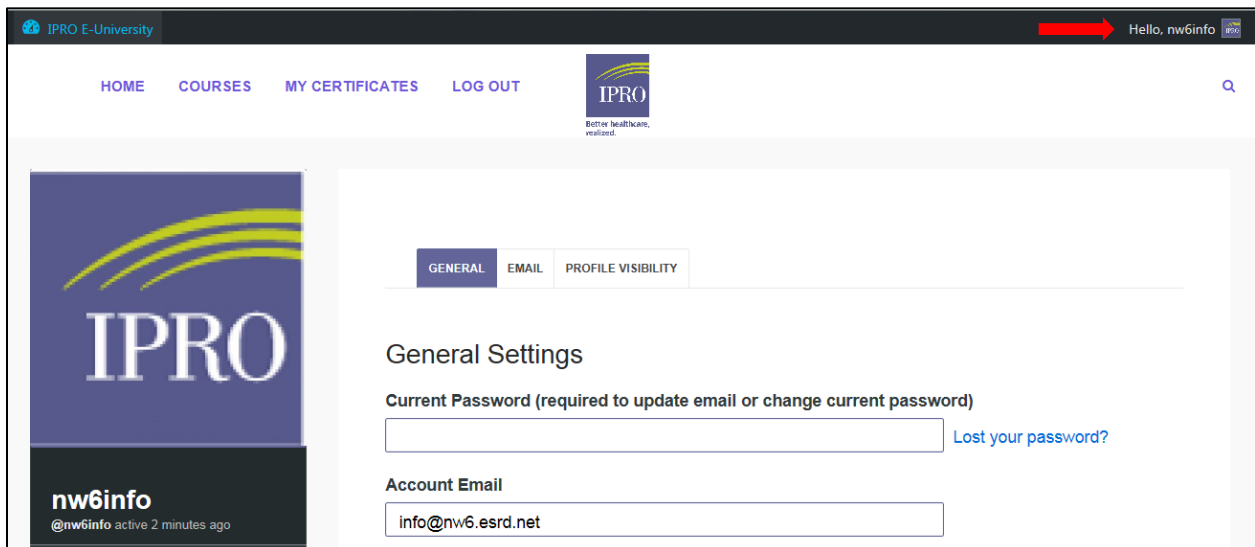 IPRO E-University
Hello, nw6info
HOME COURSES MY CERTIFICATES LOG OUT
IPRO
Better healthcare,
realized.
IPRO
nw6info
@nw6info active 2 minutes ago
GENERAL EMAIL PROFILE VISIBILITY
General Settings
Current Password (required to update email or change current password)
Lost your password?
Account Email
info@nw6.esrd.net